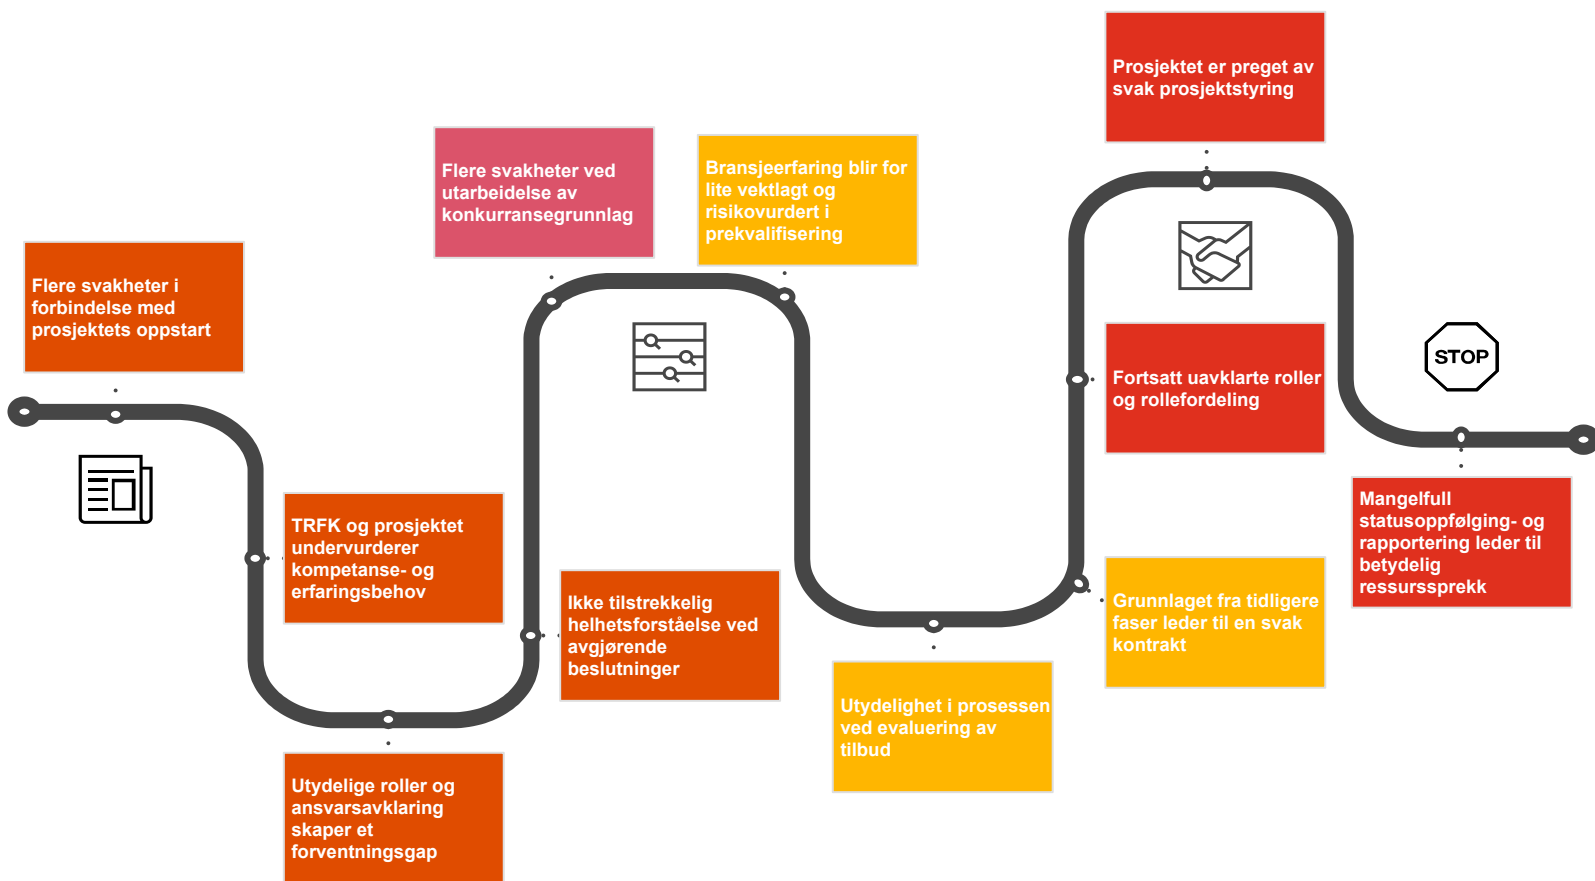 Flere svakheter i
forbindelse med
prosjektets oppstart
TRFK og prosjektet
undervurderer
kompetanse- og
erfaringsbehov
Utydelige roller og
ansvarsavklaring
skaper et
forventningsgap
Ikke tilstrekkelig
helhetsforståelse ved
avgjørende
beslutninger
Flere svakheter ved
utarbeidelse av
konkurransegrunnlag
Bransjeerfaring blir for
lite vektlagt og
risikovurdert i
prekvalifisering
Utydelighet i prosessen
ved evaluering av
tilbud
Grunnlaget fra tidligere
faser leder til en svak
kontrakt
Fortsatt uavklarte roller
og rollefordeling
Prosjektet er preget av
svak prosjektstyring
STOP
Mangelfull
statusoppfølging- og
rapportering leder til
betydelig
ressurssprekk